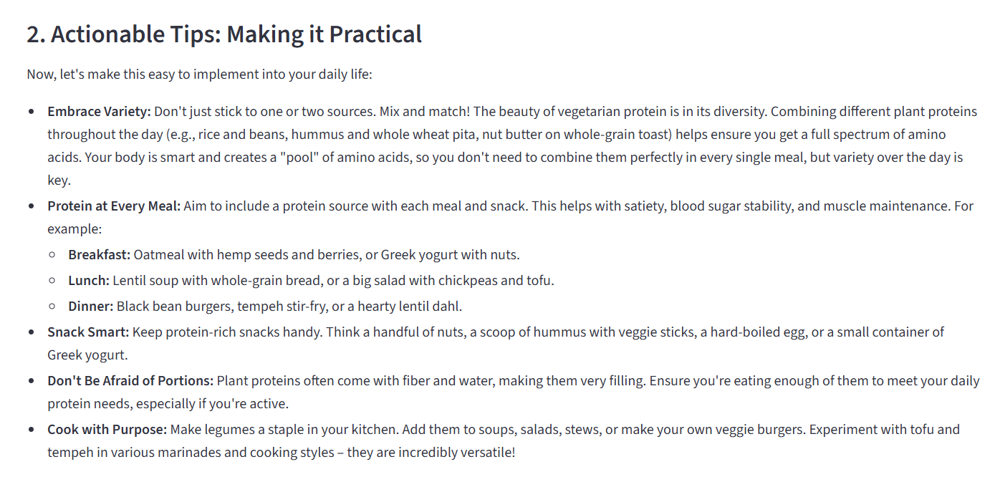 2. Actionable Tips: Making it Practical
Now, let's make this easy to implement into your daily life:
• Embrace Variety: Don't just stick to one or two sources. Mix and match! The beauty of vegetarian protein is in its diversity. Combining different plant proteins
throughout the day (e.g., rice and beans, hummus and whole wheat pita, nut butter on whole-grain toast) helps ensure you get a full spectrum of amino
acids. Your body is smart and creates a "pool" of amino acids, so you don't need to combine them perfectly in every single meal, but variety over the day is
key.
• Protein at Every Meal: Aim to include a protein source with each meal and snack. This helps with satiety, blood sugar stability, and muscle maintenance. For
example:
◦ Breakfast: Oatmeal with hemp seeds and berries, or Greek yogurt with nuts.
◦ Lunch: Lentil soup with whole-grain bread, or a big salad with chickpeas and tofu.
◦ Dinner: Black bean burgers, tempeh stir-fry, or a hearty lentil dahl.
• Snack Smart: Keep protein-rich snacks handy. Think a handful of nuts, a scoop of hummus with veggie sticks, a hard-boiled egg, or a small container of
Greek yogurt.
• Don't Be Afraid of Portions: Plant proteins often come with fiber and water, making them very filling. Ensure you're eating enough of them to meet your daily
protein needs, especially if you're active.
• Cook with Purpose: Make legumes a staple in your kitchen. Add them to soups, salads, stews, or make your own veggie burgers. Experiment with tofu and
tempeh in various marinades and cooking styles – they are incredibly versatile!